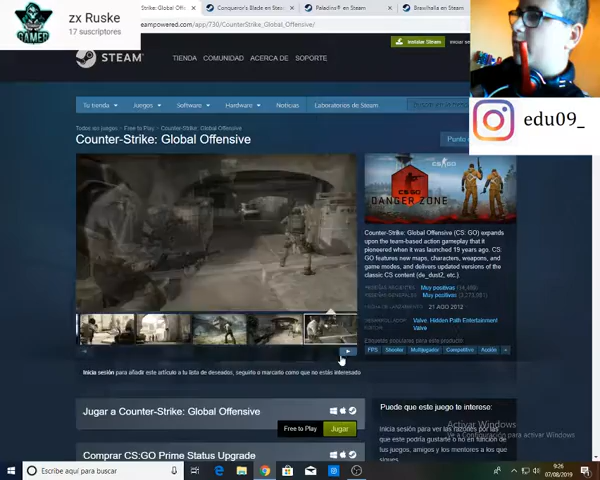 zx Ruske
17 suscriptores
GAMER
Strike: Global Offensi
Conqueror's Blade en Steam
Paladins® en Steam
Brawlhalla en Steam
eampowered.com/app/730/CounterStrike_Global_Offensive/
Instalar Steam
STEAM
TIENDA COMUNIDAD ACERCA DE SOPORTE
Tu tienda Juegos Software Hardware Noticias Laboratorios de Steam
edu09_
Todos los juegos > Free to Play > Counter-Strike: Global Offensive
Counter-Strike: Global Offensive
CS:GO
DANGER ZONE
Counter-Strike: Global Offensive (CS: GO) expands
upon the team-based action gameplay that it
pioneered when it was launched 19 years ago. CS:
GO features new maps, characters, weapons, and
game modes, and delivers updated versions of the
classic CS content (de_dust2, etc.).
Muy positivos
Muy positivos
21 AGO 2012
Valve, Hidden Path Entertainment
Valve
FPS Shooter Multijugador Competitivo Acción +
Inicia sesión para añadir este artículo a tu lista de deseados, seguirlo o marcarlo como que no estás interesado
Jugar a Counter-Strike: Global Offensive
Free to Play Jugar
Comprar CS:GO Prime Status Upgrade
Puede que este juego te interese:
Inicia sesión para ver las razones por las
que este podría gustarte o no en función de
tus juegos, amigos y los mentores a los que
sigues.
Activar Windows
Ve a Configuración para activar Windows
Escribe aquí para buscar
9:26
07/08/2019